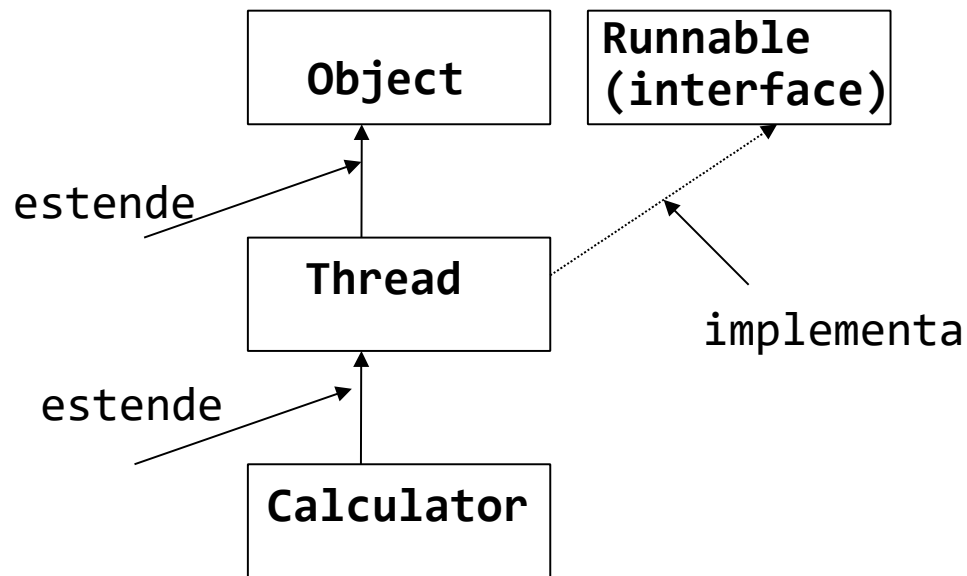 Object
Runnable
(interface)
estende
Thread
implementa
estende
Calculator